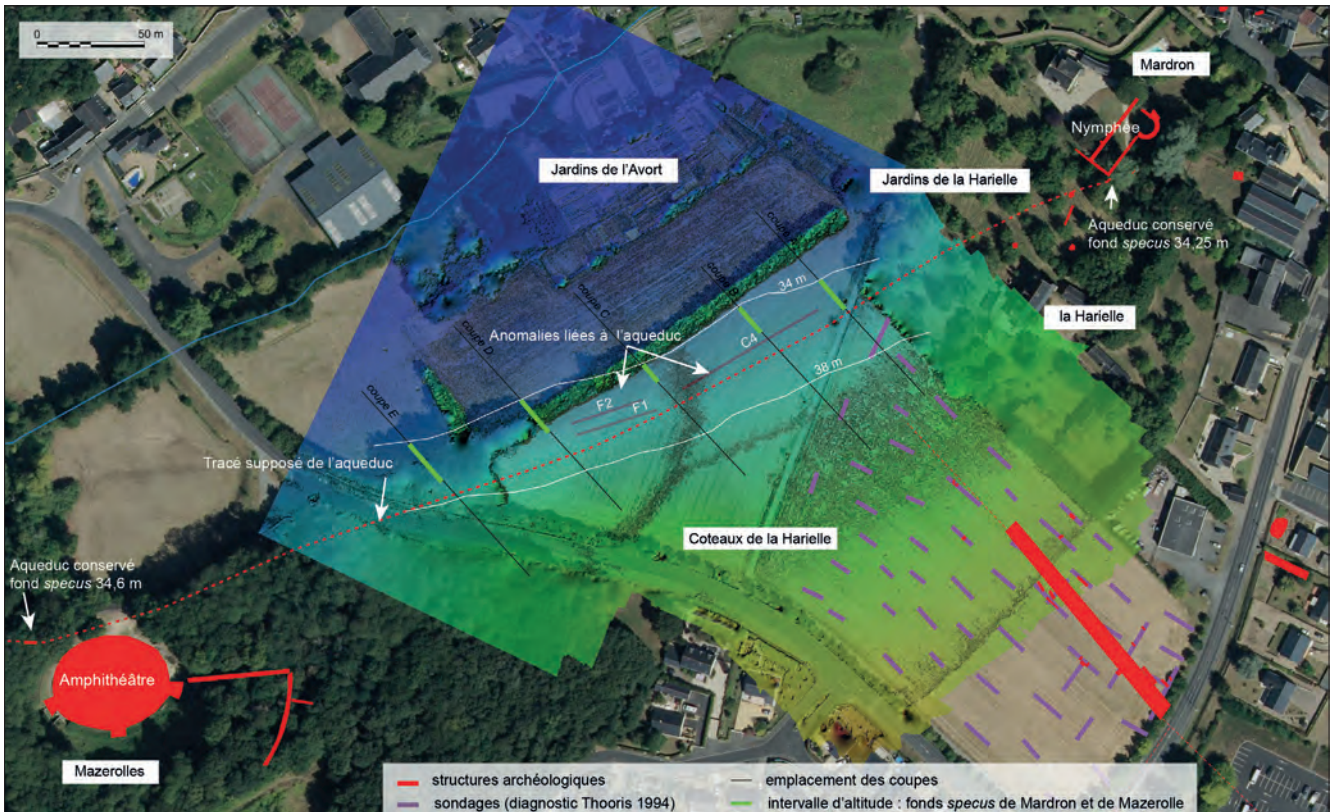 0 50 m
Mardron
Nymphée
Jardins de l'Avort
Jardins de la Harielle
Aqueduc conservé
fond specus 34,25 m
la Harielle
34 m
38 m
coupe B
coupe C
coupe D
coupe E
Anomalies liées à l'aqueduc
C4
F2
F1
Tracé supposé de l'aqueduc
Coteaux de la Harielle
Aqueduc conservé
fond specus 34,6 m
Amphithéâtre
Mazerolles
structures archéologiques
sondages (diagnostic Thooris 1994)
emplacement des coupes
intervalle d'altitude : fonds specus de Mardron et de Mazerolle